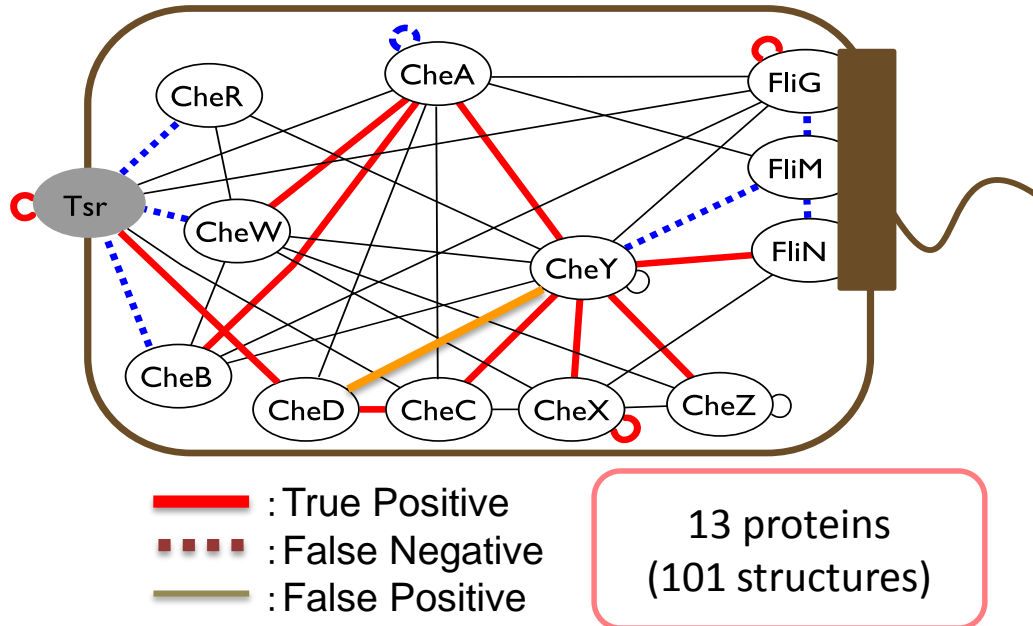 CheA
FliG
CheR
FliM
Tsr
CheW
FliN
CheY
CheB
CheD
CheC
CheX
CheZ
: True Positive
: False Negative
: False Positive
13 proteins
(101 structures)